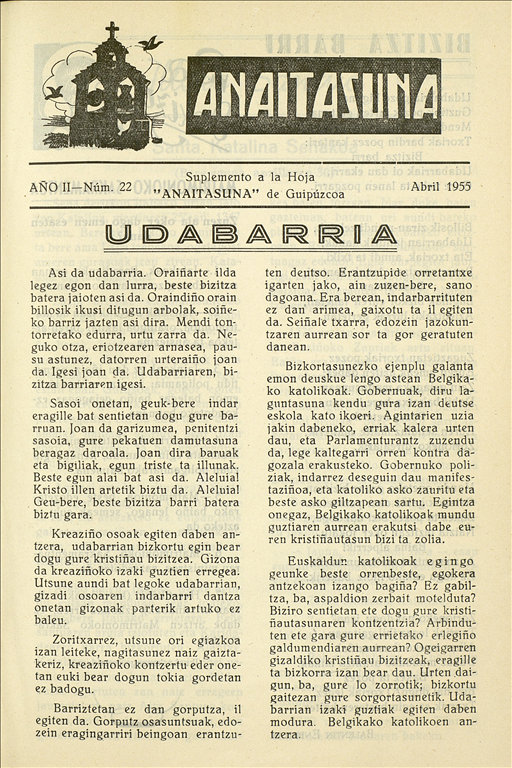 ANAITASUNA
AÑO II—Núm. 22
Suplemento a la Hoja
"ANAITASUNA" de Guipúzcoa
Abril 1955
UDABARRIA
Asi da udabarria. Oraiñarte ilda
legez egon dan lurra, beste bizitza
batera jaioten asi da. Oraindiño orain
billosik ikusi ditugun arbolak, soiñe-
ko barriz jazten asi dira. Mendi ton-
torretako edurra, urtu zarra da. Ne-
guko otza, eriotzearen arnasea, pau-
su astunez, datorren urteraiño joan
da. Igesi joan da. Udabarriaren, bi-
zitza barriaren igesi.
Sasoi onetan, geuk-bere indar
eragille bat sentietan dogu gure ba-
rruan. Joan da garizumea, penitentzi
sasoia, gure pekatuen damutasuna
beragaz daroala. Joan dira baruak
eta bigiliak, egun triste ta illunak.
Beste egun alai bat asi da. Aleluia!
Kristo illen artetik biztu da. Aleluia!
Geu-bere, beste bizitza barri batera
biztu gara.
Kreaziño osoak egiten daben an-
tzera, udabarrian bizkortu egin bear
dogu gure kristiñau bizitzea. Gizona
da kreaziñoko izaki guztien erregea.
Utsune aundi bat legoke udabarrian,
gizadi osoaren indarbarri dantza
onetan gizonak parterik artuko ez
baleu.
Zoritxarrez, utsune ori egiazkoa
izan leiteke, nagitasunez naiz gaizta-
keriz, kreaziñoko kontzertu eder one-
tan euki bear dogun tokia gordetan
ez badogu.
Barriztetan ez dan gorputza, il
egiten da. Gorputz osasuntsuak, edo-
zein eragingarriri beingoan erantzu-
ten deutso. Erantzupide orretantxe
igarten jako, ain zuzen-bere, sano
dagoana. Era berean, indarbarrituten
ez dan arimea, gaixotu ta il egiten
da. Seiñale txarra, edozein jazokun-
tzaren aurrean sor ta gor geratuten
danean.
Bizkortasunezko ejenplu galanta
emon deuskue lengo astean Belgika-
ko katolikoak. Gobernuak, diru la-
guntasuna kendu gura izan deutse
eskola katolikoeri. Agintarien uzia
jakin dabeneko, erriak kalera urten
dau, eta Parlamenturantz zuzendu
da, lege kaltegarri orren kontra da-
gozala erakusteko. Gobernuko poli-
ziak, indarrez deseguin dau manifes-
taziñoa, eta katoliko asko zauritu eta
beste asko giltzapean sartu. Egintza
onegaz, Belgikako katolikoak mundu
guztiaren aurrean erakutsi dabe eu-
ren kristiñautasun bizi ta zolia.
Euskaldun katolikoak egingo
geunke beste orrenbeste, egokera
antzekoan izango bagiña? Ez gabil-
tza, ba, aspaldion zerbait motelduta?
Biziro sentietan ete dogu gure kristi-
ñautasunaren kontzentzia? Arbindu-
ten ete gara gure errietako erlegiño
galdumendiaren aurrean? Ogeigarren
gizaldiko kristiñau bizitzeak, eragille
ta bizkorra izan bear dau. Urten dai-
gun, ba, gure lo zorrotik; bizkortu
gaitezan gure sorgortasunetik. Uda-
barrian izaki guztiak egiten daben
modura. Belgikako katolikoen an-
tzera.